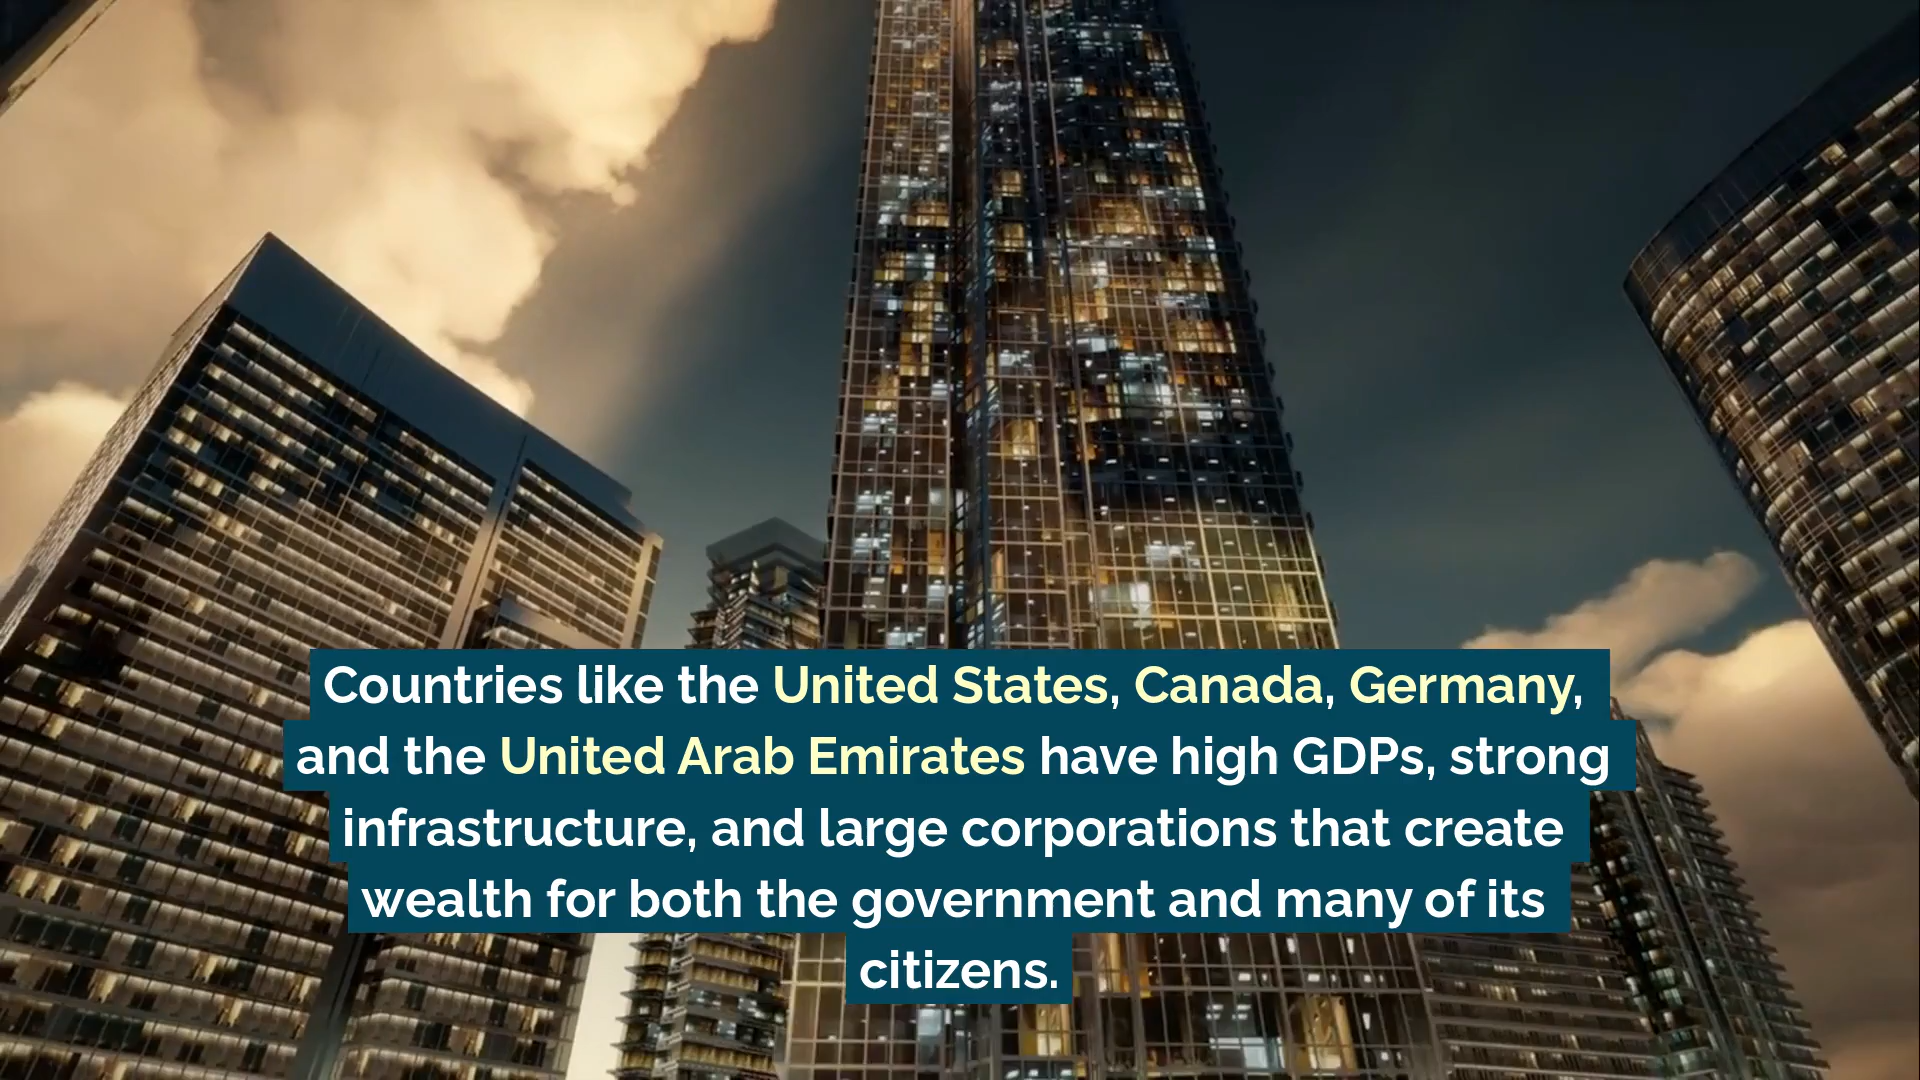 Countries like the United States, Canada, Germany,
and the United Arab Emirates have high GDPs, strong
infrastructure, and large corporations that create
wealth for both the government and many of its
citizens.